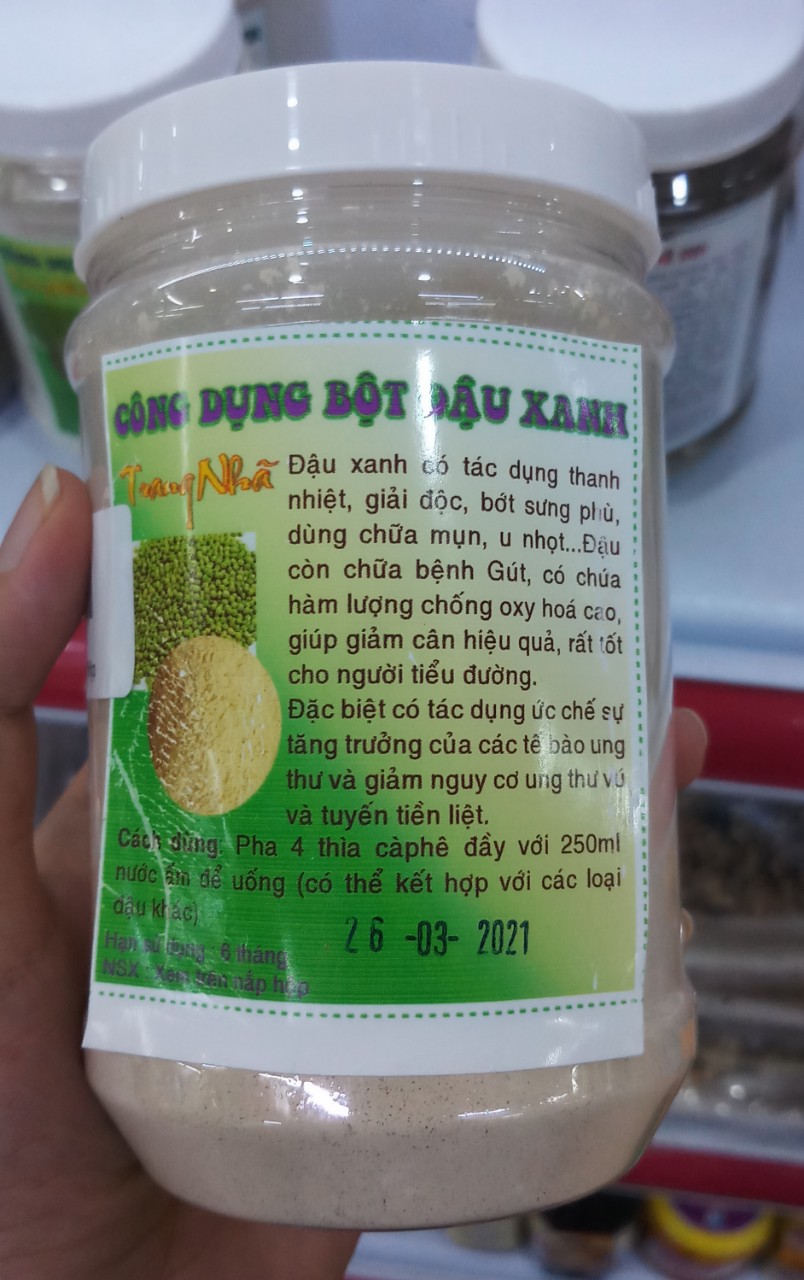 CÔNG DỤNG BỘT ĐẬU XANH
Trang Nhã
Đậu xanh có tác dụng thanh
nhiệt, giải độc, bớt sưng phù,
dùng chữa mụn, u nhọt...Đậu
còn chữa bệnh Gút, có chứa
hàm lượng chống oxy hoá cao,
giúp giảm cân hiệu quả, rất tốt
cho người tiểu đường.
Đặc biệt có tác dụng ức chế sự
tăng trưởng của các tế bào ung
thư và giảm nguy cơ ung thư vú
và tuyến tiền liệt.
Cách dùng: Pha 4 thìa càphê đầy với 250ml
nước ấm để uống (có thể kết hợp với các loại
đậu khác)
Hạn sử dụng : 6 tháng
NSX : Xem trên nắp hộp
26 -03- 2021